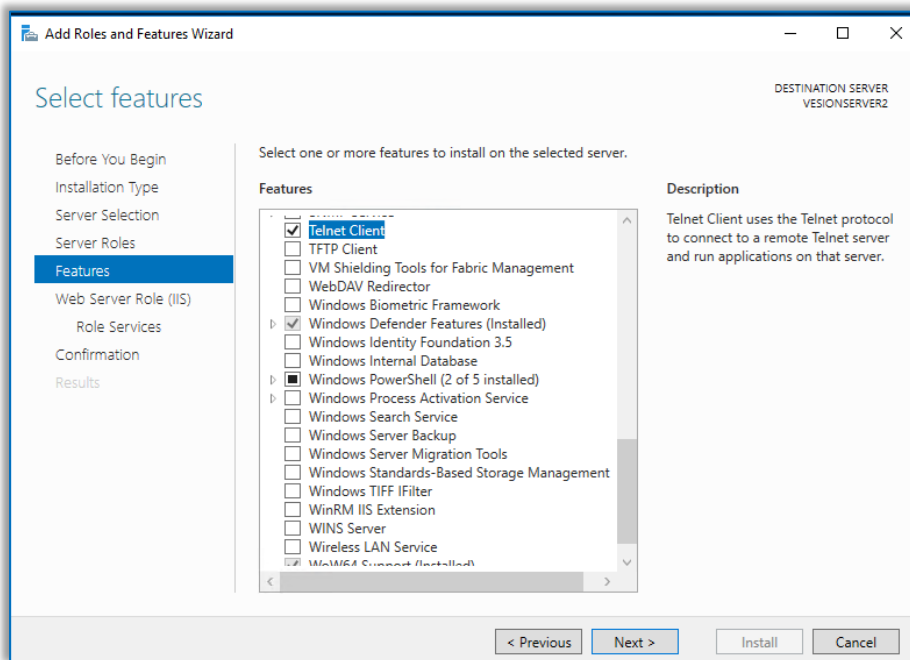 Add Roles and Features Wizard
Select features
DESTINATION SERVER
VESIONSERVER2
Before You Begin
Installation Type
Server Selection
Server Roles
Features
Web Server Role (IIS)
Role Services
Confirmation
Results
Select one or more features to install on the selected server.
Features
Telnet Client
TFTP Client
VM Shielding Tools for Fabric Management
WebDAV Redirector
Windows Biometric Framework
Windows Defender Features (Installed)
Windows Identity Foundation 3.5
Windows Internal Database
Windows PowerShell (2 of 5 installed)
Windows Process Activation Service
Windows Search Service
Windows Server Backup
Windows Server Migration Tools
Windows Standards-Based Storage Management
Windows TIFF IFilter
WinRM IIS Extension
WINS Server
Wireless LAN Service
WoW64 Support (Installed)
Description
Telnet Client uses the Telnet protocol
to connect to a remote Telnet server
and run applications on that server.
< Previous
Next >
Install
Cancel